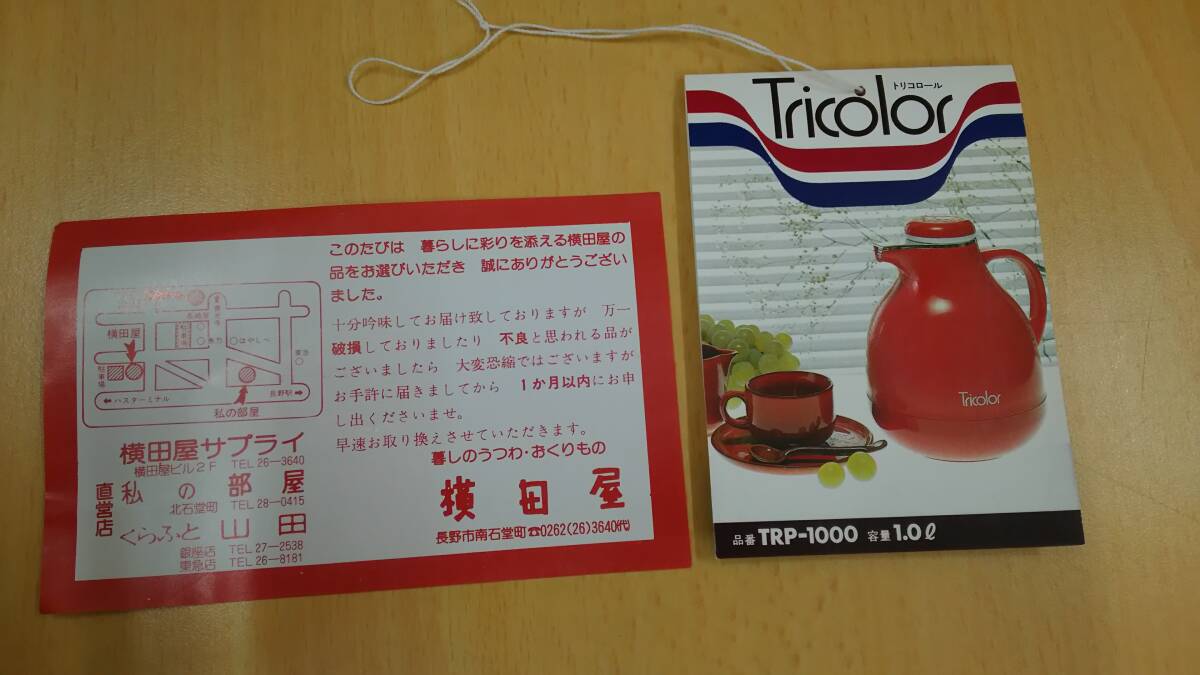 このたびは 暮らしに彩りを添える横田屋の
品をお選びいただき 誠にありがとうござい
ました。
十分吟味してお届け致しておりますが 万一
破損しておりましたり 不良と思われる品が
ございましたら 大変恐縮ではございますが
お手許に届きましてから 1か月以内にお申
し出くださいませ。
早速お取り換えさせていただきます。
暮しのうつわ・おくりもの
横田屋
長野市南石堂町☎0262(26)3640㈹
横田屋
駐車場
←バスターミナル
長野駅→
私の部屋
はやしべ
東急
横田屋サプライ
横田屋ビル2F TEL26-3640
直営店
私の部屋
北石堂町 TEL 28-0415
くらふと山田
銀座店 TEL 27-2538
東急店 TEL 26-8181
Tricolor
トリコロール
Tricolor
品番 TRP-1000 容量 1.0ℓ